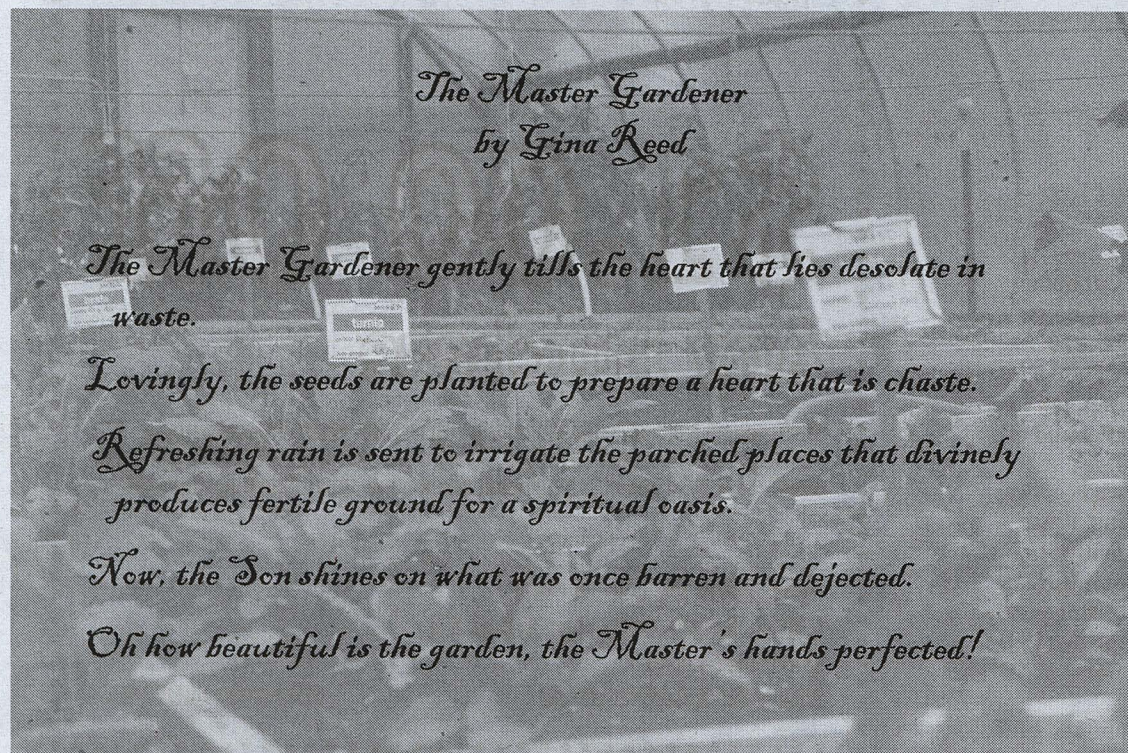 The Master Gardener
by Gina Reed
The Master Gardener gently tills the heart that lies desolate in
waste.
Lovingly, the seeds are planted to prepare a heart that is chaste.
Refreshing rain is sent to irrigate the parched places that divinely
produces fertile ground for a spiritual oasis.
Now, the Son shines on what was once barren and dejected.
Oh how beautiful is the garden, the Master's hands perfected!